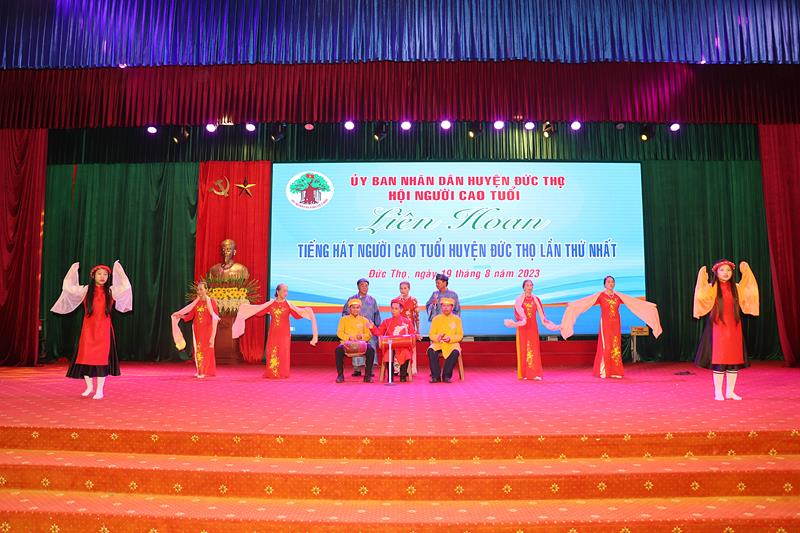 ỦY BAN NHÂN DÂN HUYỆN ĐỨC THỌ
HỘI NGƯỜI CAO TUỔI
Liên Hoan
TIẾNG HÁT NGƯỜI CAO TUỔI HUYỆN ĐỨC THỌ LẦN THỨ NHẤT
Đức Thọ, ngày 19 tháng 8 năm 2023